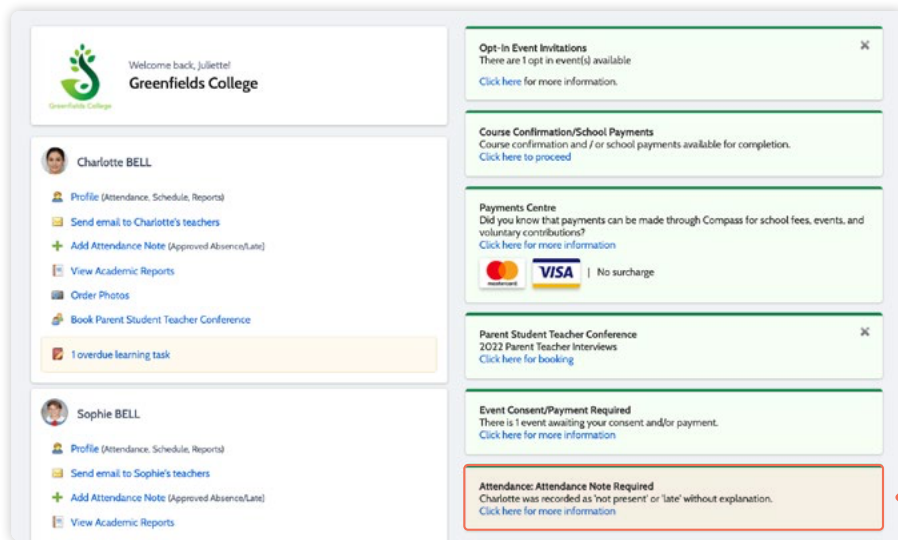 Welcome back, Juliette!
Greenfields College
Greenfields College
Charlotte BELL
Profile (Attendance, Schedule, Reports)
Send email to Charlotte's teachers
Add Attendance Note (Approved Absence/Late)
View Academic Reports
Order Photos
Book Parent Student Teacher Conference
1 overdue learning task
Sophie BELL
Profile (Attendance, Schedule, Reports)
Send email to Sophie's teachers
Add Attendance Note (Approved Absence/Late)
View Academic Reports
Opt-In Event Invitations
There are 1 opt in event(s) available
Click here for more information.
Course Confirmation/School Payments
Course confirmation and / or school payments available for completion.
Click here to proceed
Payments Centre
Did you know that payments can be made through Compass for school fees, events, and
voluntary contributions?
Click here for more information
mastercard VISA | No surcharge
Parent Student Teacher Conference
2022 Parent Teacher Interviews
Click here for booking
Event Consent/Payment Required
There is 1 event awaiting your consent and/or payment.
Click here for more information
Attendance: Attendance Note Required
Charlotte was recorded as 'not present' or 'late' without explanation.
Click here for more information